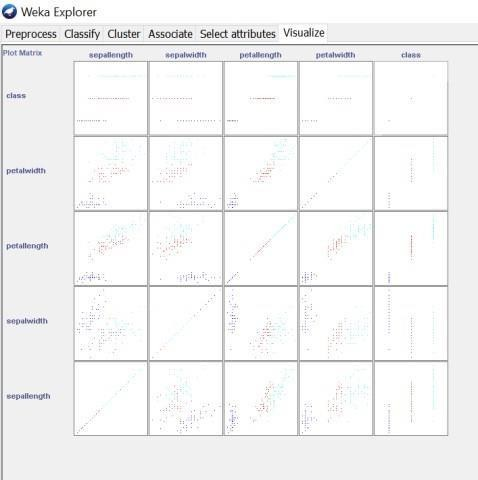 Weka Explorer
Preprocess Classify Cluster Associate Select attributes Visualize
Plot Matrix sepallength sepalwidth petallength petalwidth class
class
petalwidth
petallength
sepalwidth
sepallength